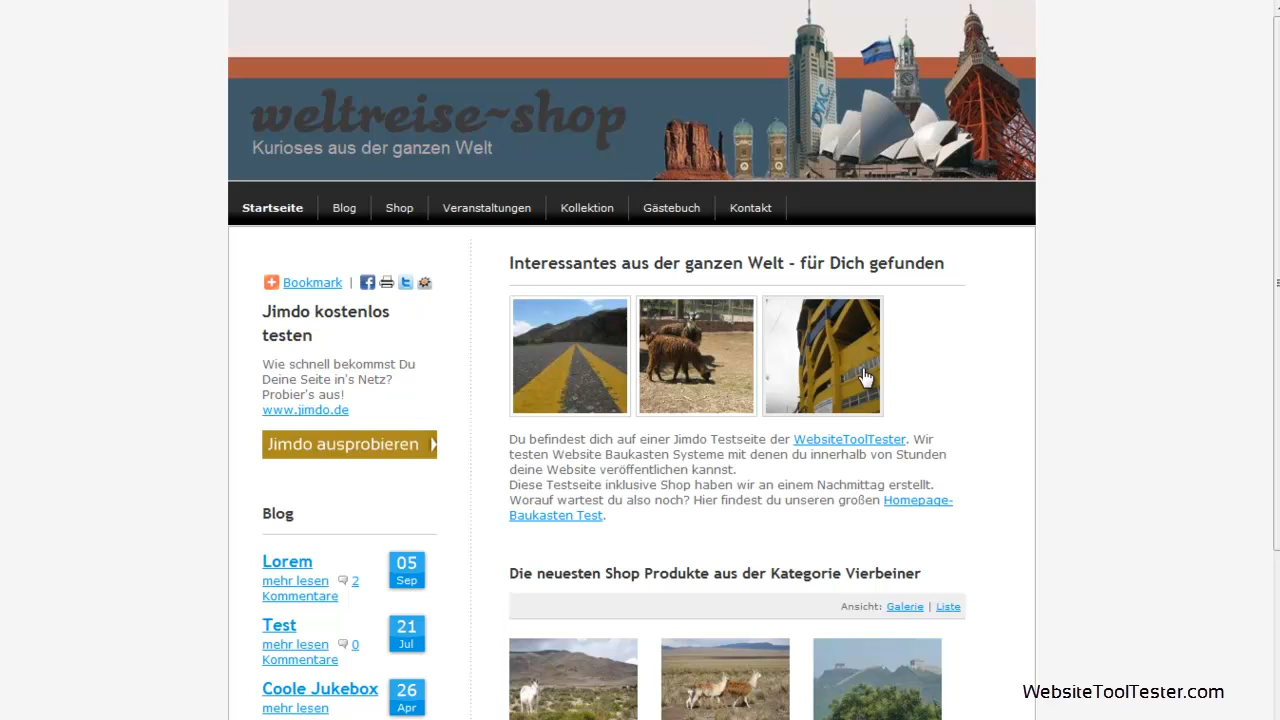 weltreise~shop
Kurioses aus der ganzen Welt
DTAC
Startseite Blog Shop Veranstaltungen Kollektion Gästebuch Kontakt
Bookmark |
Jimdo kostenlos
testen
Wie schnell bekommst Du
Deine Seite in's Netz?
Probier's aus!
www.jimdo.de
Jimdo ausprobieren
Blog
Lorem
05
Sep
mehr lesen 2
Kommentare
Test
21
Jul
mehr lesen 0
Kommentare
Coole Jukebox
26
Apr
mehr lesen
Interessantes aus der ganzen Welt - für Dich gefunden
Du befindest dich auf einer Jimdo Testseite der WebsiteToolTester. Wir
testen Website Baukasten Systeme mit denen du innerhalb von Stunden
deine Website veröffentlichen kannst.
Diese Testseite inklusive Shop haben wir an einem Nachmittag erstellt.
Worauf wartest du also noch? Hier findest du unseren großen Homepage-
Baukasten Test.
Die neuesten Shop Produkte aus der Kategorie Vierbeiner
Ansicht: Galerie | Liste
WebsiteToolTester.com